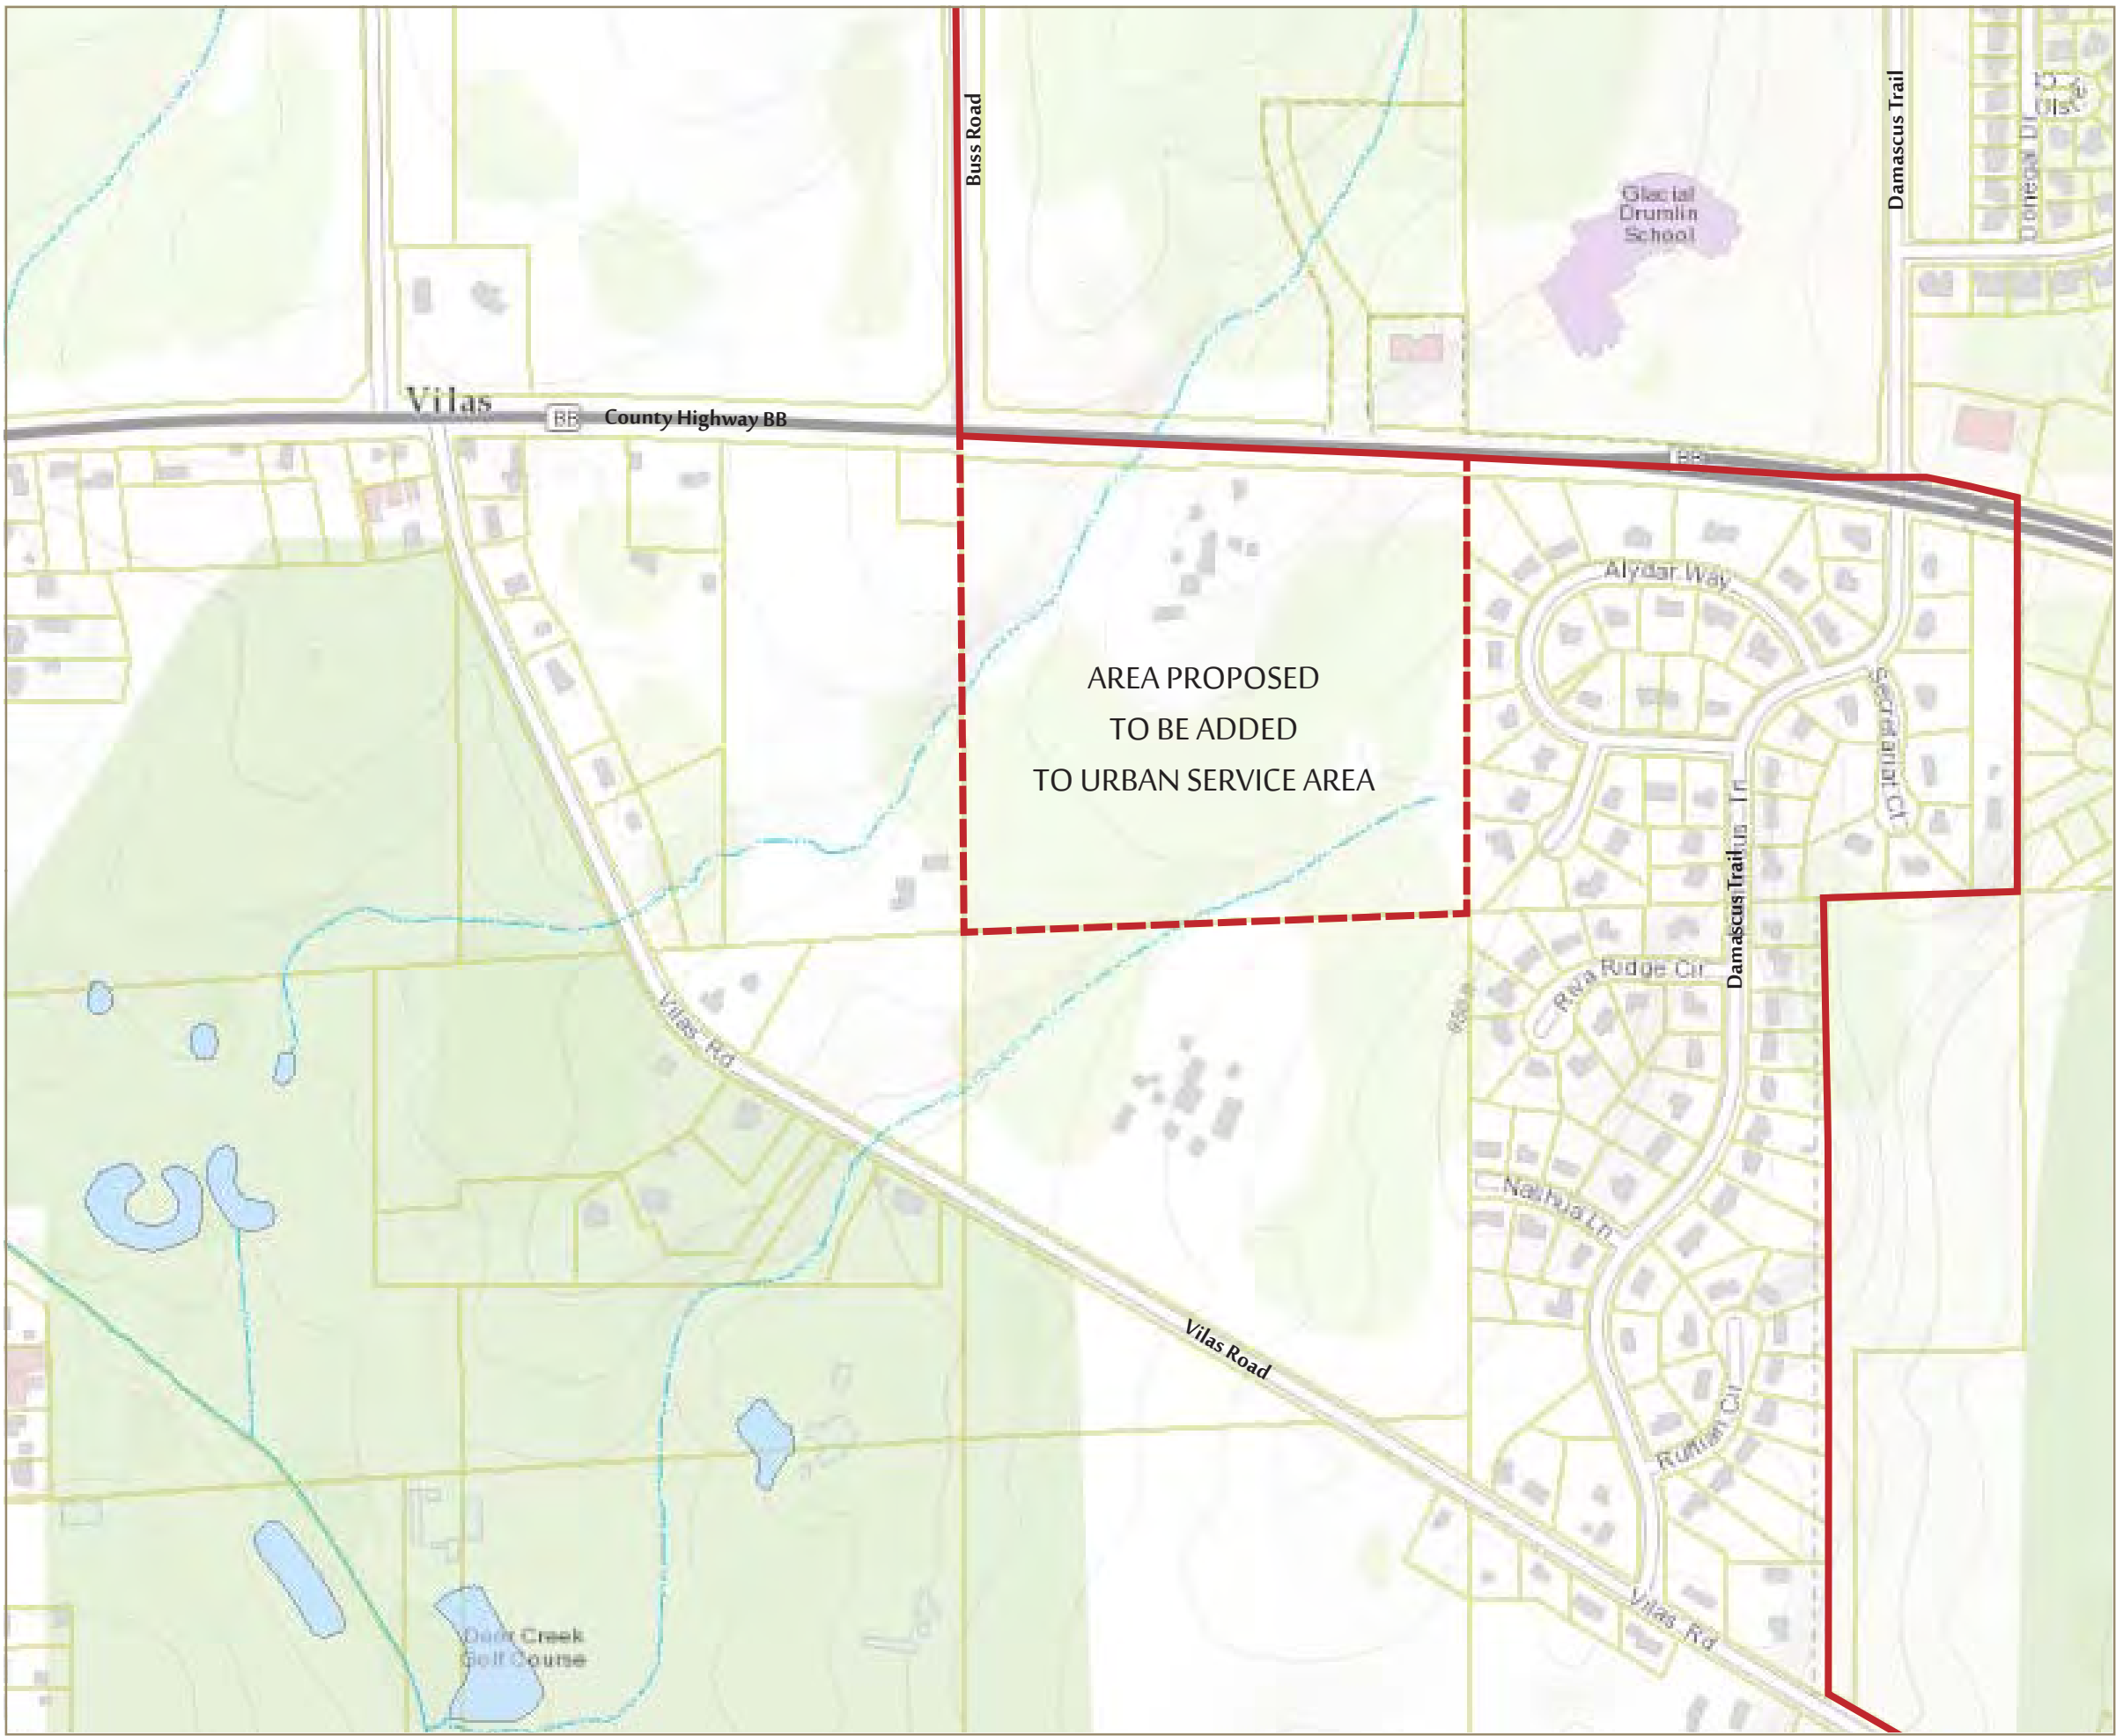 Buss Road
Damascus Trail
Glacial
Drumlin
School
Vilas
BB
County Highway BB
BB
Alydar Way
Secretariat Ct
AREA PROPOSED
TO BE ADDED
TO URBAN SERVICE AREA
Damascus Trail
Riva Ridge Cir
Vilas Rd
Nashua Ln
Vilas Road
Ruffian Cir
Vilas Rd
Deer Creek
Golf Course